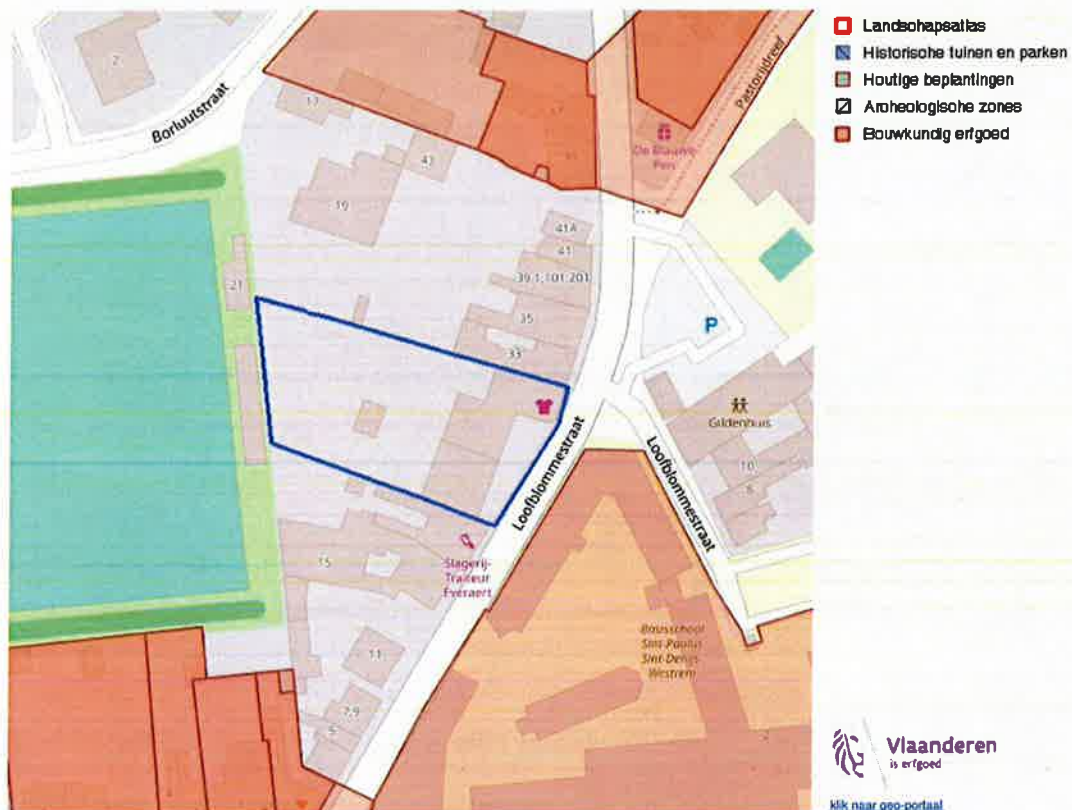 Landschapsatlas
Historische tuinen en parken
Houtige beplantingen
Archeologische zones
Bouwkundig erfgoed
2
Borluutstraat
17
43
19
21
De Blauwe
Pastorijdreef
41A
41
39.1,101,201
35
33
P
Gildenhuis
10
8
Loofblommestraat
Loofblommestraat
Slagerij-
Traiteur
Everaert
15
11
7,9
5
Basisschool
Sint-Paulus
Sint-Denijs-
Westrem
Vlaanderen
is erfgoed
klik naar geo-portaal